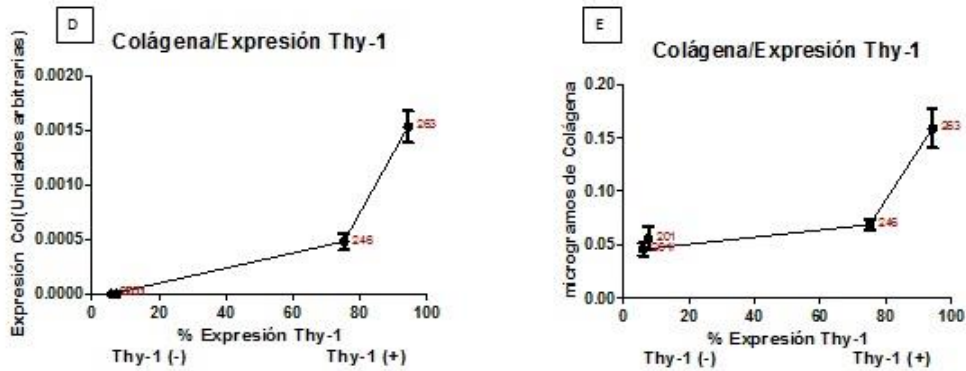 D
Colágena/Expresión Thy-1
Expresión Col(Unidades arbitrarias)
0.0020
0.0015
0.0010
0.0005
0.0000
263
246
0 20 40 60 80 100
% Expresión Thy-1
Thy-1 (-) Thy-1 (+)
E
Colágena/Expresión Thy-1
microgramos de Colágena
0.20
0.15
0.10
0.05
0.00
263
246
201
0 20 40 60 80 100
% Expresión Thy-1
Thy-1 (-) Thy-1 (+)